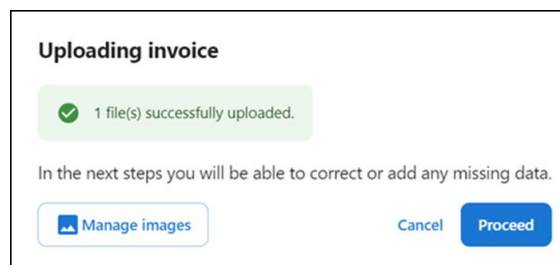 Uploading invoice
1 file(s) successfully uploaded.
In the next steps you will be able to correct or add any missing data.
Manage images Cancel Proceed